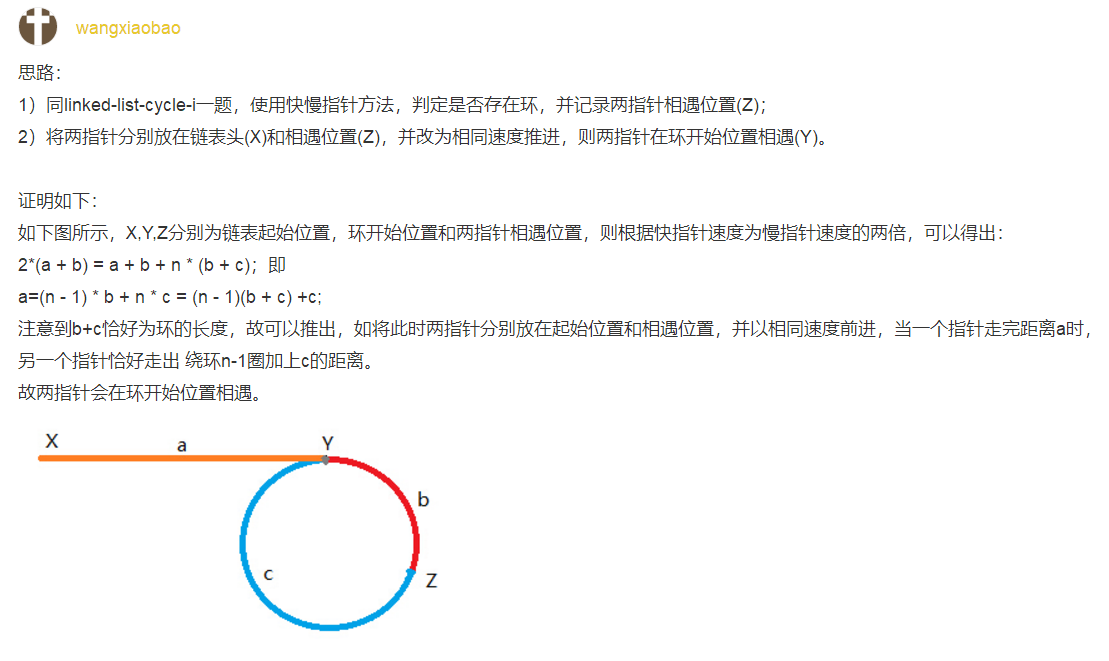 wangxiaobao
思路：
1）同linked-list-cycle-i一题，使用快慢指针方法，判定是否存在环，并记录两指针相遇位置(Z)；
2）将两指针分别放在链表头(X)和相遇位置(Z)，并改为相同速度推进，则两指针在环开始位置相遇(Y)。
证明如下：
如下图所示，X,Y,Z分别为链表起始位置，环开始位置和两指针相遇位置，则根据快指针速度为慢指针速度的两倍，可以得出：
2*(a + b) = a + b + n * (b + c)；即
a=(n - 1) * b + n * c = (n - 1)(b + c) +c;
注意到b+c恰好为环的长度，故可以推出，如将此时两指针分别放在起始位置和相遇位置，并以相同速度前进，当一个指针走完距离a时，
另一个指针恰好走出 绕环n-1圈加上c的距离。
故两指针会在环开始位置相遇。
X
a
Y
b
c
Z